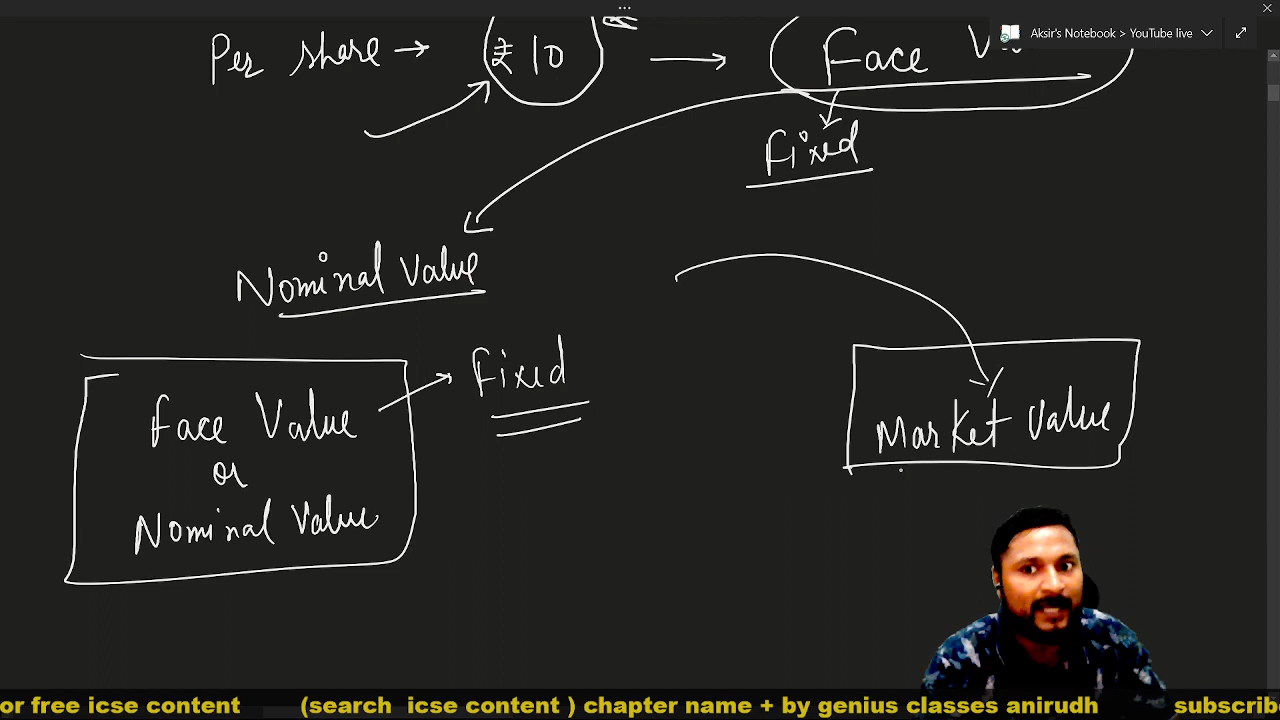 Aksir's Notebook > YouTube live
Per share → ₹ 10 → Face
Fixed
Nominal Value
Face Value
or
Nominal Value
Fixed
Market Value
or free icse content (search icse content ) chapter name + by genius classes anirudh subscrib